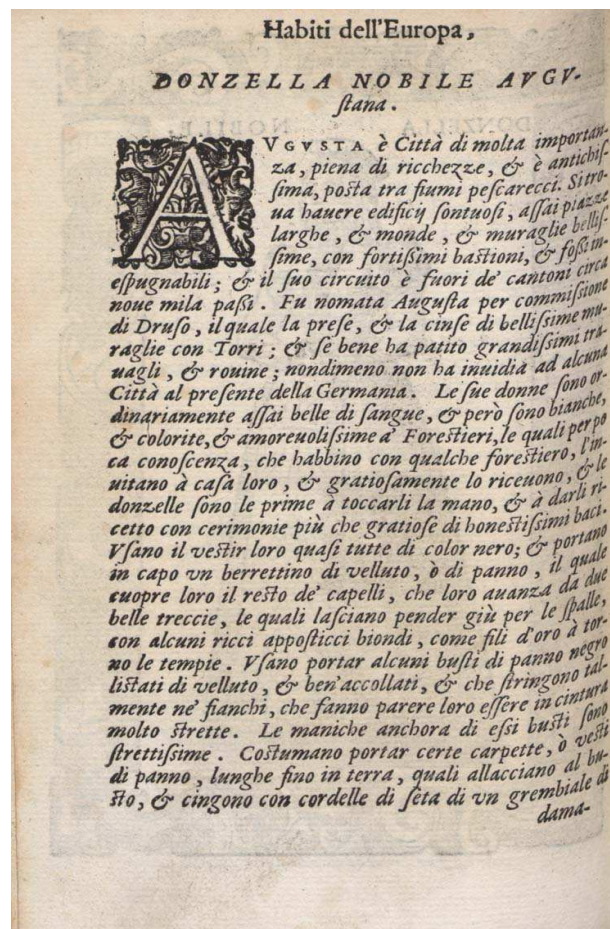 Habiti dell'Europa,
DONZELLA NOBILE AVGV-
ſtana.
AVGVSTA è Città di molta importan-
za, piena di ricchezze, & è antichiſ-
ſima, poſta tra fiumi peſcarecci. Si tro-
ua hauere edificij ſontuoſi, aſſai piazze
larghe, & monde, & muraglie belliſ-
ſime, con fortiſſimi baſtioni, & foſſi in-
eſpugnabili; & il ſuo circuito è fuori de' cantoni circa
noue mila paſſi. Fu nomata Auguſta per commiſſione
di Druſo, il quale la preſe, & la cinſe di belliſſime mu-
raglie con Torri; & ſe bene ha patito grandiſſimi tra-
uagli, & rouine; nondimeno non ha inuidia ad alcuna
Città al preſente della Germania. Le ſue donne ſono or-
dinariamente aſſai belle di ſangue, & però ſono bianche,
& colorite, & amoreuoliſſime a' Foreſtieri, le quali per po
ca conoſcenza, che habbino con qualche foreſtiero, l'in-
uitano à caſa loro, & gratioſamente lo riceuono, & le
donzelle ſono le prime à toccarli la mano, & à darli ri-
cetto con cerimonie più che gratioſe di honeſtiſſimi baci.
Vſano il veſtir loro quaſi tutte di color nero; & portano
in capo vn berrettino di velluto, ò di panno, il quale
cuopre loro il reſto de' capelli, che loro auanza da due
belle treccie, le quali laſciano pender giù per le ſpalle,
con alcuni ricci appoſticci biondi, come fili d'oro à tor-
no le tempie. Vſano portar alcuni buſti di panno negro
liſtati di velluto, & ben'accollati, & che ſtringono tal-
mente ne' fianchi, che fanno parere loro eſſere in cintura
molto ſtrette. Le maniche anchora di eſſi buſti ſono
ſtrettiſſime. Coſtumano portar certe carpette, ò veſti
di panno, lunghe fino in terra, quali allacciano al bu-
ſto, & cingono con cordelle di ſeta di vn grembiale di
dama-